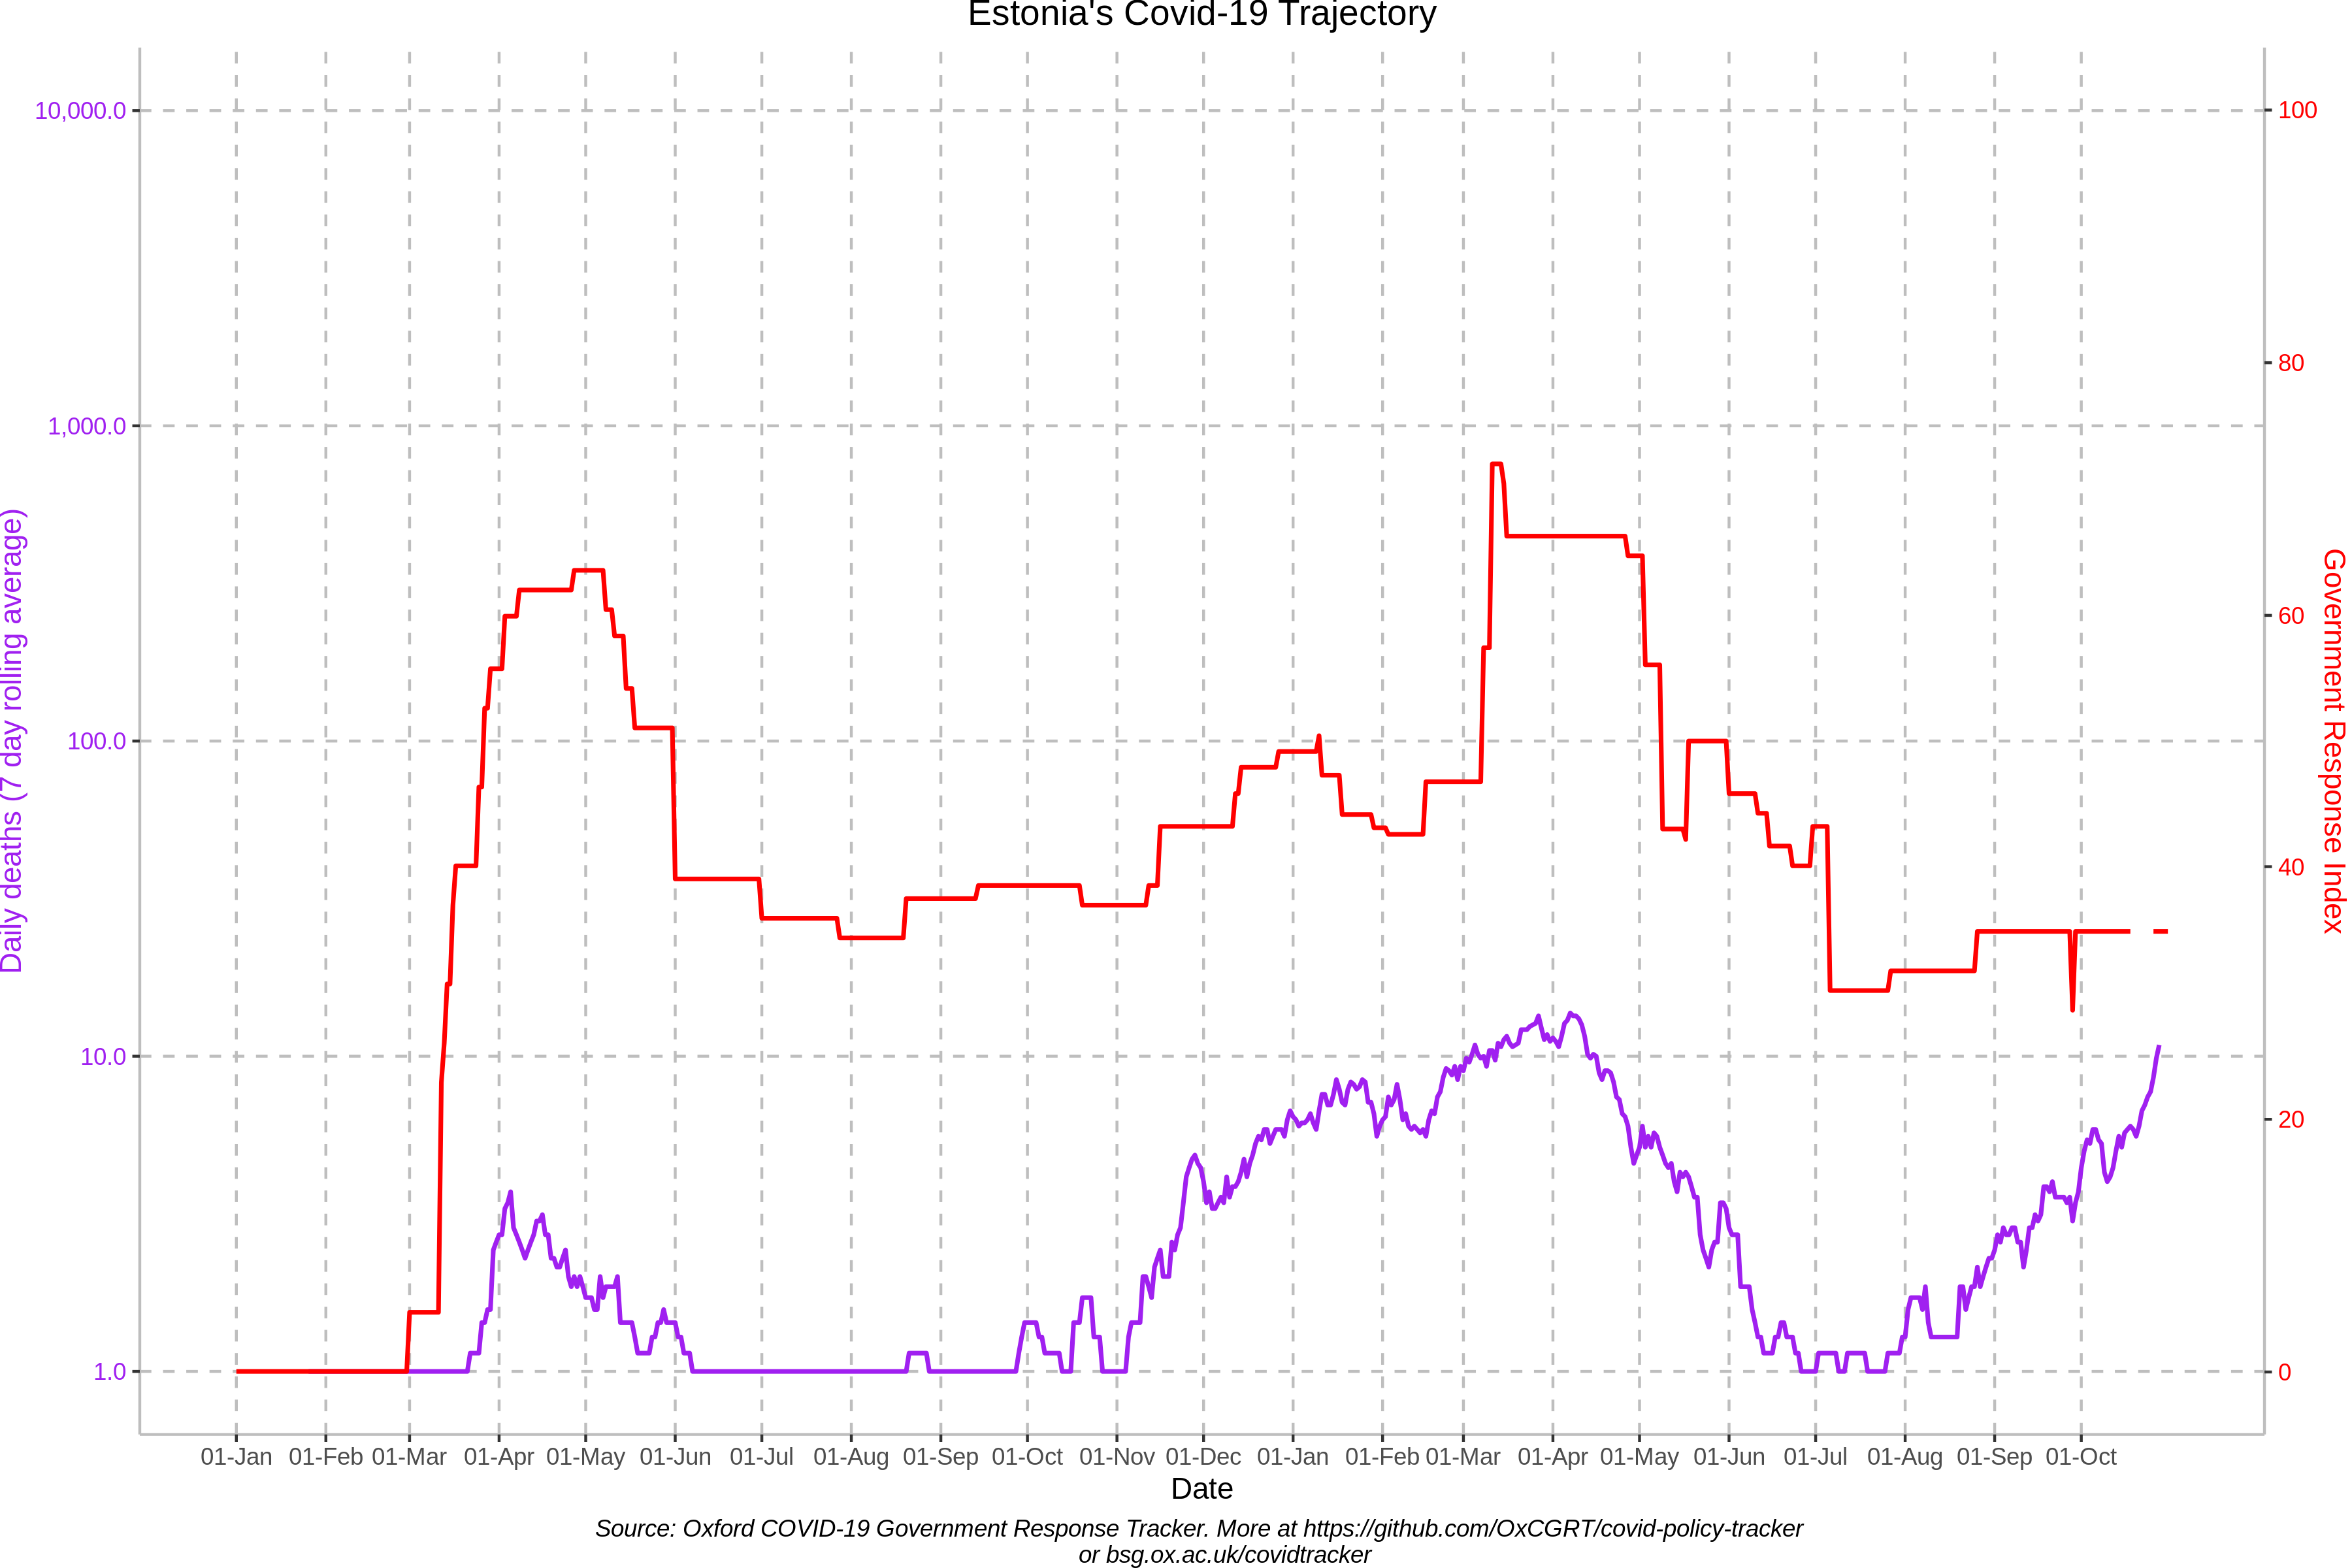 Estonia's Covid-19 Trajectory
10,000.0
1,000.0
100.0
10.0
1.0
Daily deaths (7 day rolling average)
100
80
60
40
20
0
Government Response Index
01-Jan 01-Feb 01-Mar 01-Apr 01-May 01-Jun 01-Jul 01-Aug 01-Sep 01-Oct 01-Nov 01-Dec 01-Jan 01-Feb 01-Mar 01-Apr 01-May 01-Jun 01-Jul 01-Aug 01-Sep 01-Oct
Date
Source: Oxford COVID-19 Government Response Tracker. More at https://github.com/OxCGRT/covid-policy-tracker
or bsg.ox.ac.uk/covidtracker